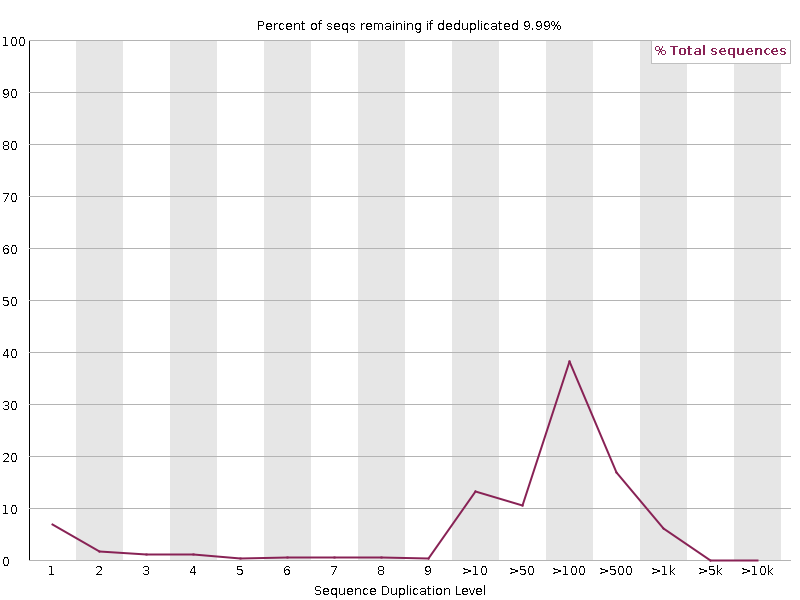 Percent of seqs remaining if deduplicated 9.99%
% Total sequences
100
90
80
70
60
50
40
30
20
10
0
1 2 3 4 5 6 7 8 9 >10 >50 >100 >500 >1k >5k >10k
Sequence Duplication Level